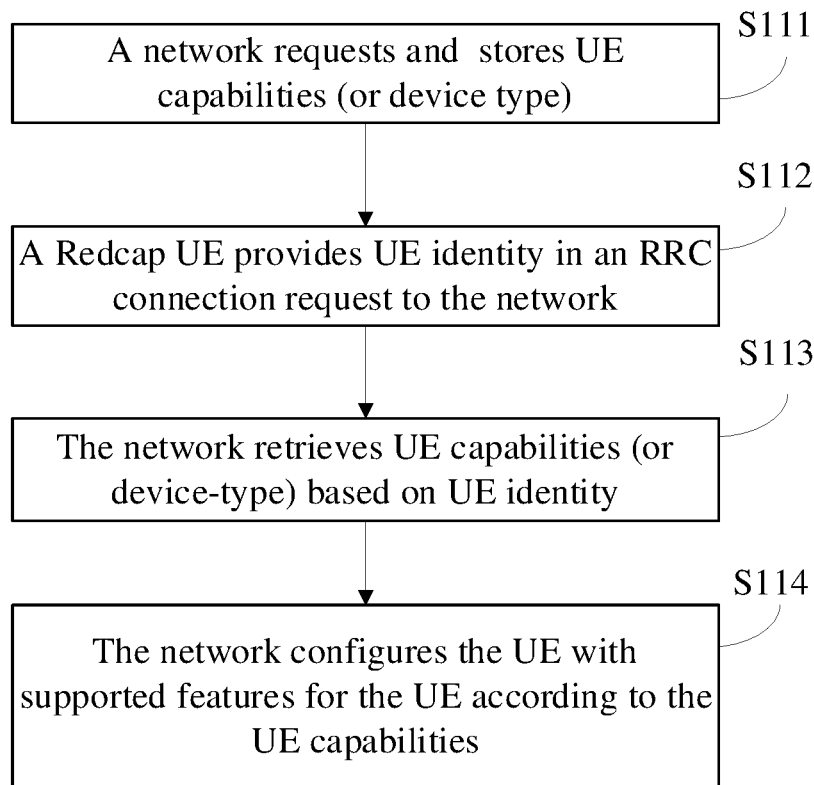 S111
A network requests and stores UE
capabilities (or device type)
S112
A Redcap UE provides UE identity in an RRC
connection request to the network
S113
The network retrieves UE capabilities (or
device-type) based on UE identity
S114
The network configures the UE with
supported features for the UE according to the
UE capabilities